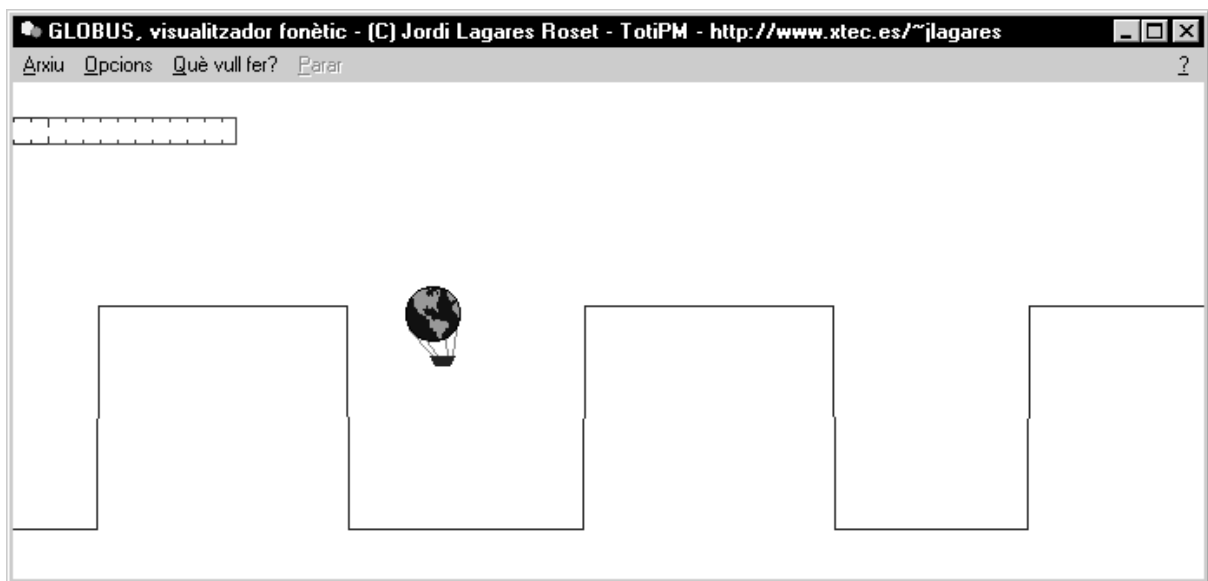 GLOBUS, visualitzador fonètic - (C) Jordi Lagares Roset - TotiPM - http://www.xtec.es/~jlagares
Arxiu Opcions Què vull fer? Parar ?